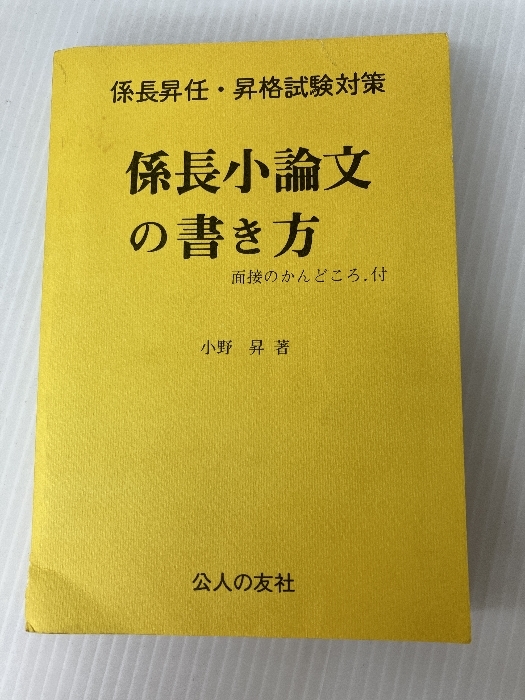 係長昇任・昇格試験対策
係長小論文
の書き方
面接のかんどころ.付
小野 昇 著
公人の友社